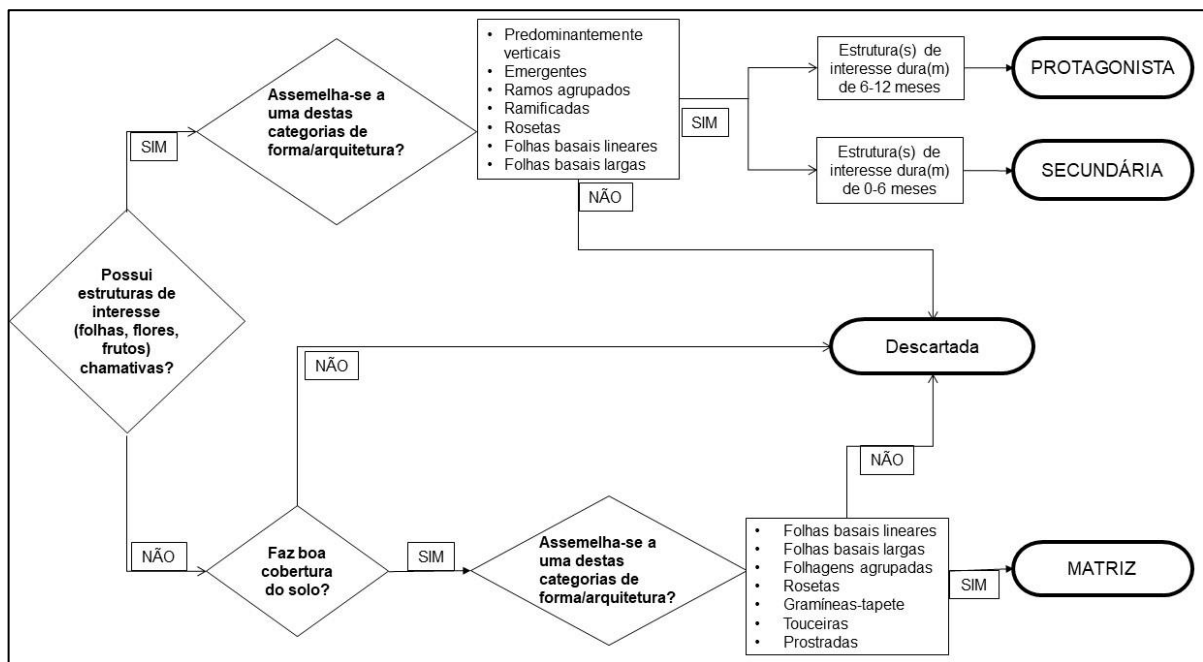 • Predominantemente
verticais
• Emergentes
• Ramos agrupados
• Ramificadas
• Rosetas
• Folhas basais lineares
• Folhas basais largas
Assemelha-se a
uma destas
categorias de
forma/arquitetura?
SIM
SIM
Estrutura(s) de
interesse dura(m)
de 6-12 meses
PROTAGONISTA
Estrutura(s) de
interesse dura(m)
de 0-6 meses
SECUNDÁRIA
NÃO
Possui
estruturas de
interesse
(folhas, flores,
frutos)
chamativas?
Descartada
NÃO
NÃO
NÃO
Faz boa
cobertura
do solo?
SIM
Assemelha-se a
uma destas
categorias de
forma/arquitetura?
• Folhas basais lineares
• Folhas basais largas
• Folhagens agrupadas
• Rosetas
• Gramíneas-tapete
• Touceiras
• Prostradas
SIM
MATRIZ